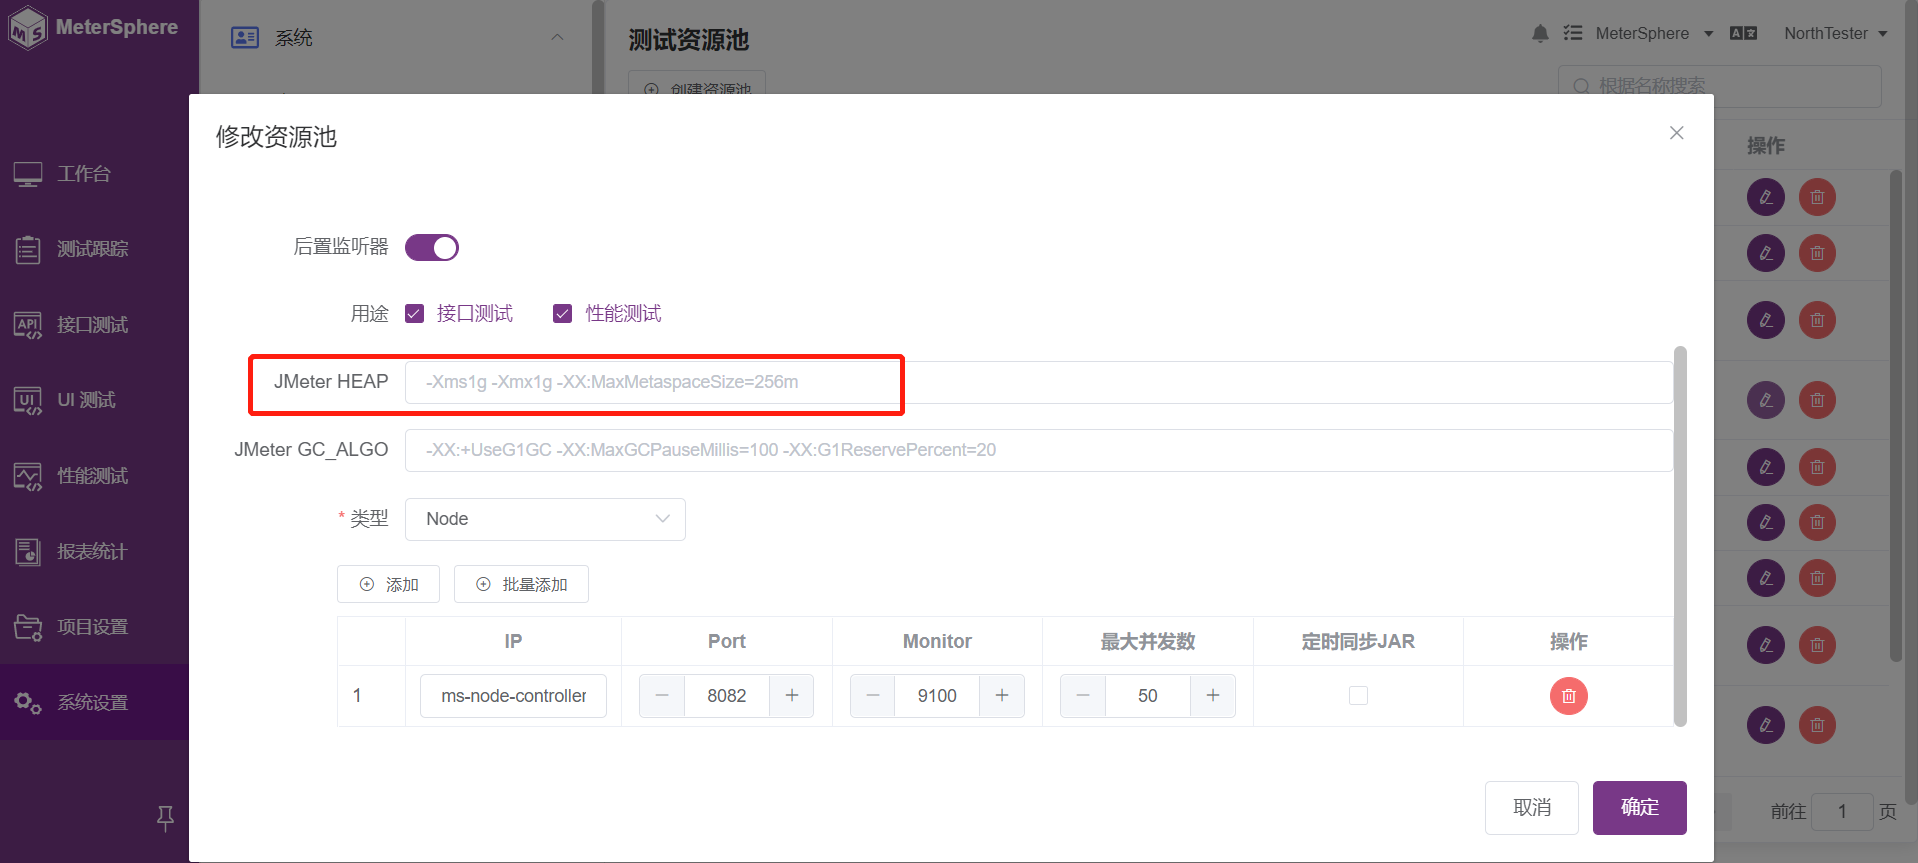 MeterSphere
系统
测试资源池
MeterSphere
NorthTester
创建资源池
根据名称搜索
工作台
测试跟踪
接口测试
UI 测试
性能测试
报表统计
项目设置
系统设置
操作
修改资源池
后置监听器
用途 接口测试 性能测试
JMeter HEAP -Xms1g -Xmx1g -XX:MaxMetaspaceSize=256m
JMeter GC_ALGO -XX:+UseG1GC -XX:MaxGCPauseMillis=100 -XX:G1ReservePercent=20
* 类型 Node
添加 批量添加
IP Port Monitor 最大并发数 定时同步JAR 操作
1 ms-node-controller 8082 9100 50
取消 确定
前往 1 页